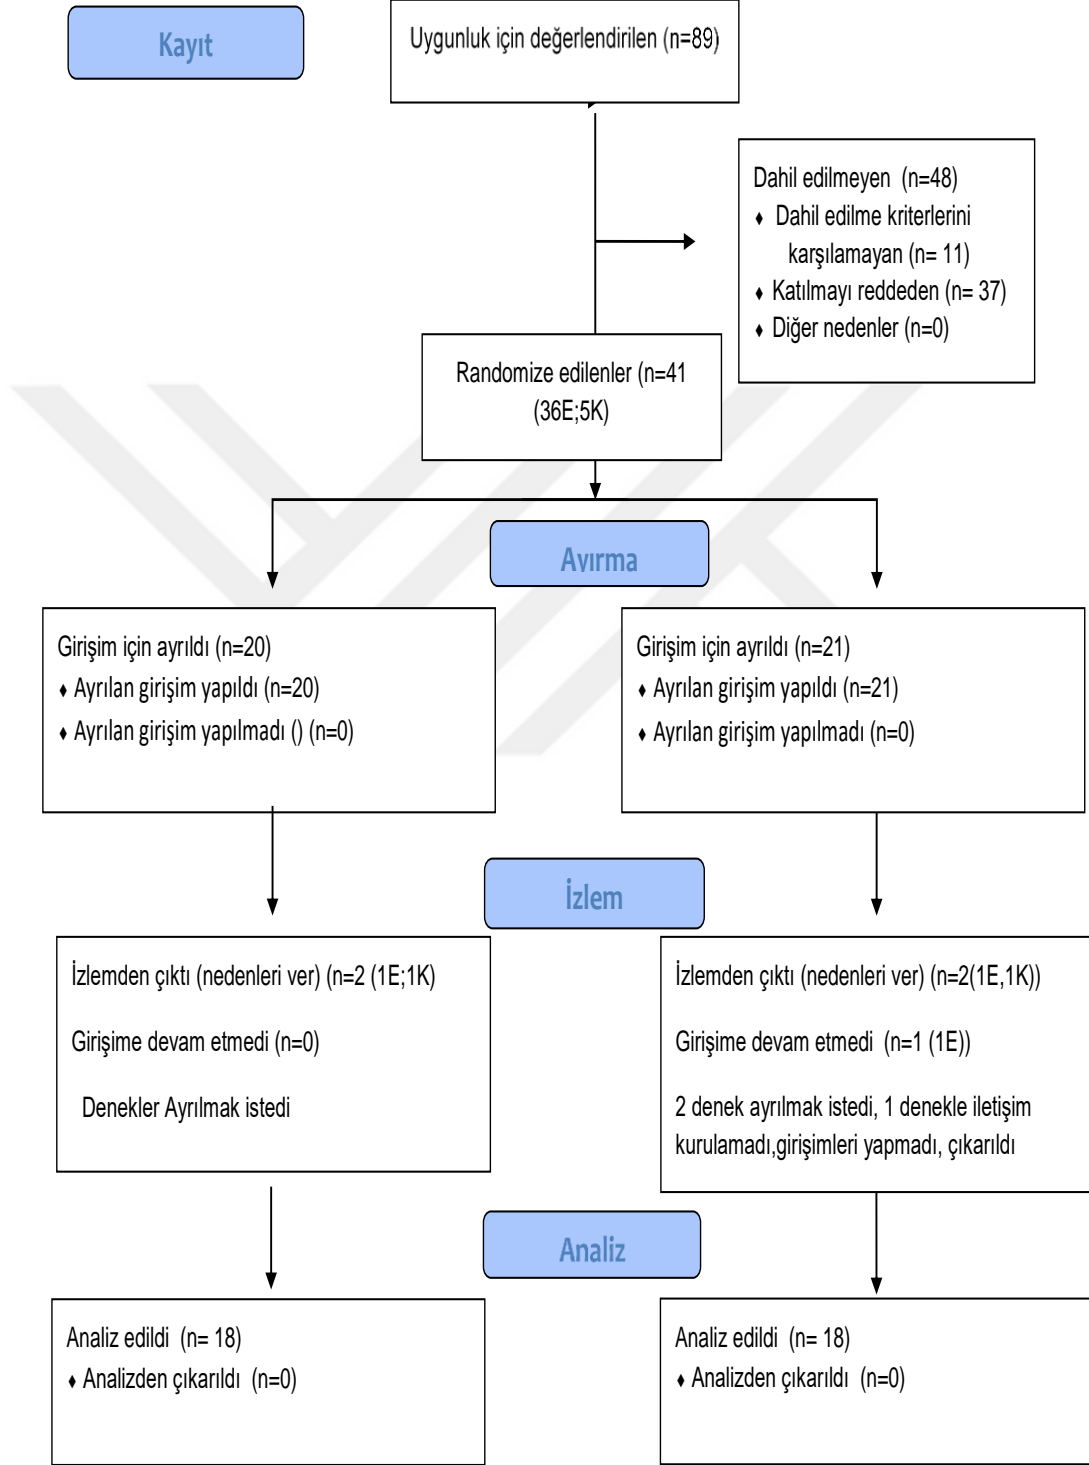 Kayıt
Uygunluk için değerlendirilen (n=89)
Dahil edilmeyen (n=48)
♦ Dahil edilme kriterlerini
karşılamayan (n= 11)
♦ Katılmayı reddeden (n= 37)
♦ Diğer nedenler (n=0)
Randomize edilenler (n=41
(36E;5K)
Ayırma
Girişim için ayrıldı (n=20)
♦ Ayrılan girişim yapıldı (n=20)
♦ Ayrılan girişim yapılmadı () (n=0)
Girişim için ayrıldı (n=21)
♦ Ayrılan girişim yapıldı (n=21)
♦ Ayrılan girişim yapılmadı (n=0)
İzlem
İzlemden çıktı (nedenleri ver) (n=2 (1E;1K)
Girişime devam etmedi (n=0)
Denekler Ayrılmak istedi
İzlemden çıktı (nedenleri ver) (n=2(1E,1K))
Girişime devam etmedi (n=1 (1E))
2 denek ayrılmak istedi, 1 denekle iletişim
kurulamadı,girişimleri yapmadı, çıkarıldı
Analiz
Analiz edildi (n= 18)
♦ Analizden çıkarıldı (n=0)
Analiz edildi (n= 18)
♦ Analizden çıkarıldı (n=0)